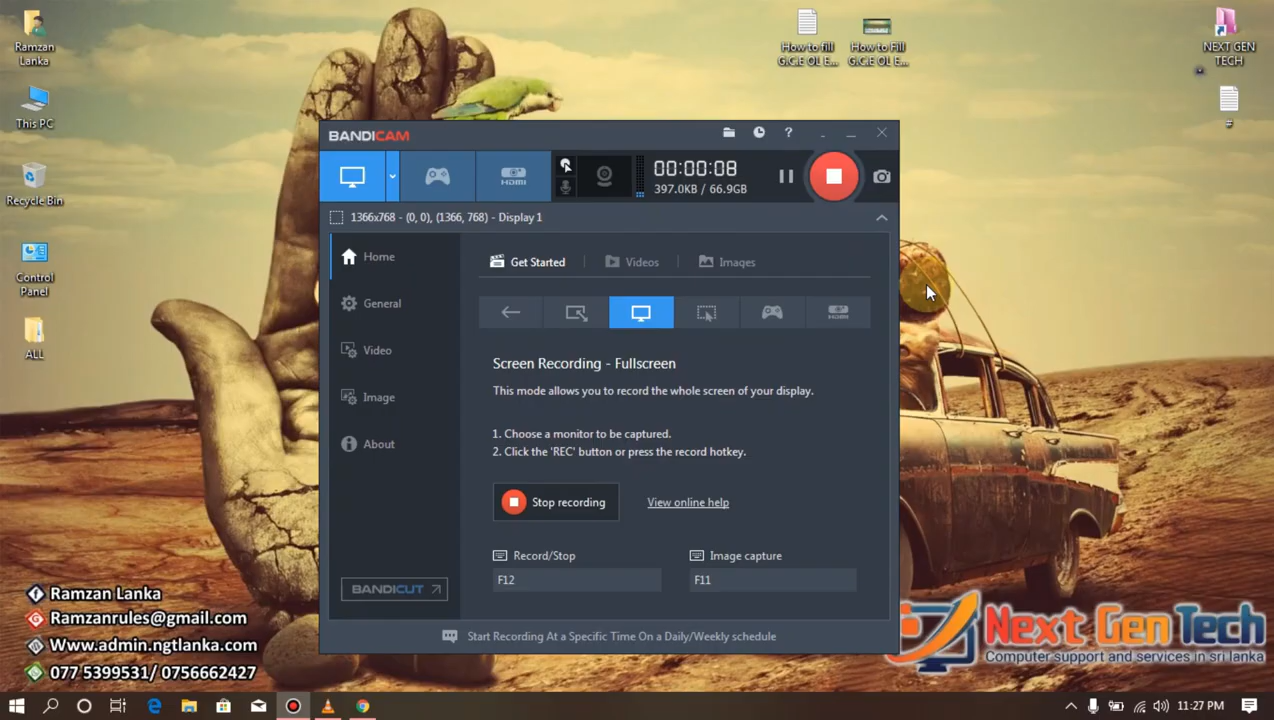 Ramzan
Lanka
This PC
Recycle Bin
Control
Panel
ALL
How to fill
G.C.E OL E...
How to Fill
G.C.E OL E...
NEXT GEN
TECH
#
BANDICAM
?
HDMI
00:00:08
397.0KB / 66.9GB
1366x768 - (0, 0), (1366, 768) - Display 1
Home
General
Video
Image
About
BANDICUT
Get Started
Videos
Images
HDMI
Screen Recording - Fullscreen
This mode allows you to record the whole screen of your display.
1. Choose a monitor to be captured.
2. Click the 'REC' button or press the record hotkey.
Stop recording
View online help
Record/Stop
Image capture
F12
F11
Start Recording At a Specific Time On a Daily/Weekly schedule
Ramzan Lanka
Ramzanrules@gmail.com
Www.admin.ngtlanka.com
077 5399531/ 0756662427
Next Gen Tech
Computer support and services in sri lanka
11:27 PM